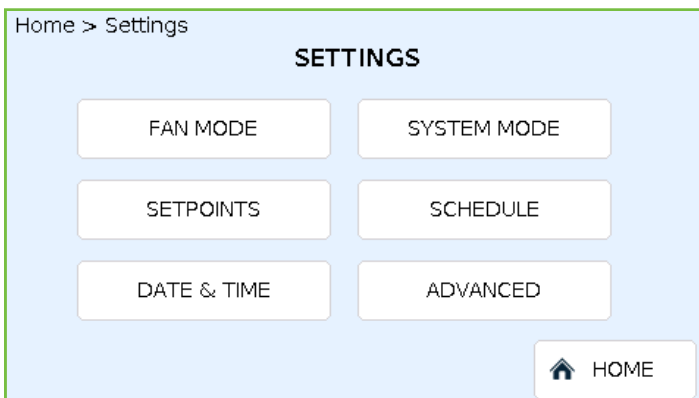 Home > Settings
SETTINGS
FAN MODE
SYSTEM MODE
SETPOINTS
SCHEDULE
DATE & TIME
ADVANCED
HOME